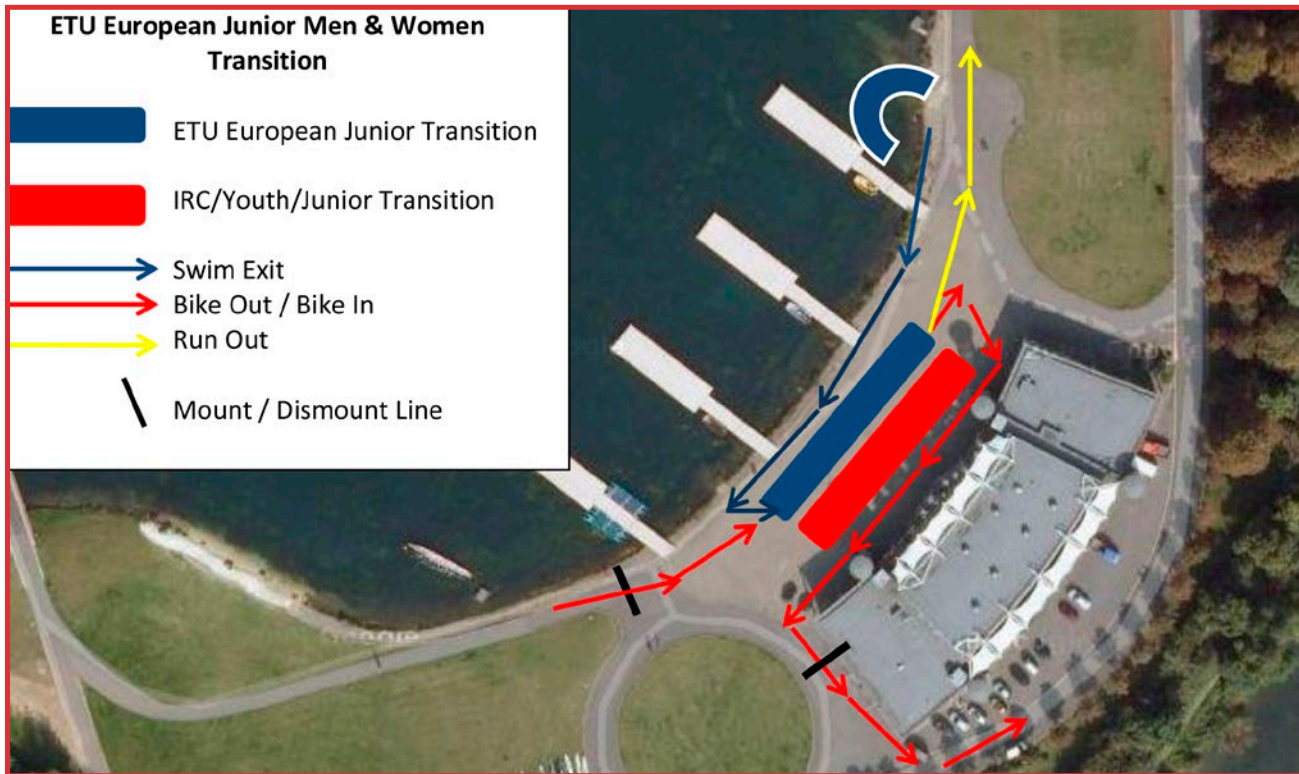 ETU European Junior Men & Women
Transition
ETU European Junior Transition
IRC/Youth/Junior Transition
Swim Exit
Bike Out / Bike In
Run Out
Mount / Dismount Line